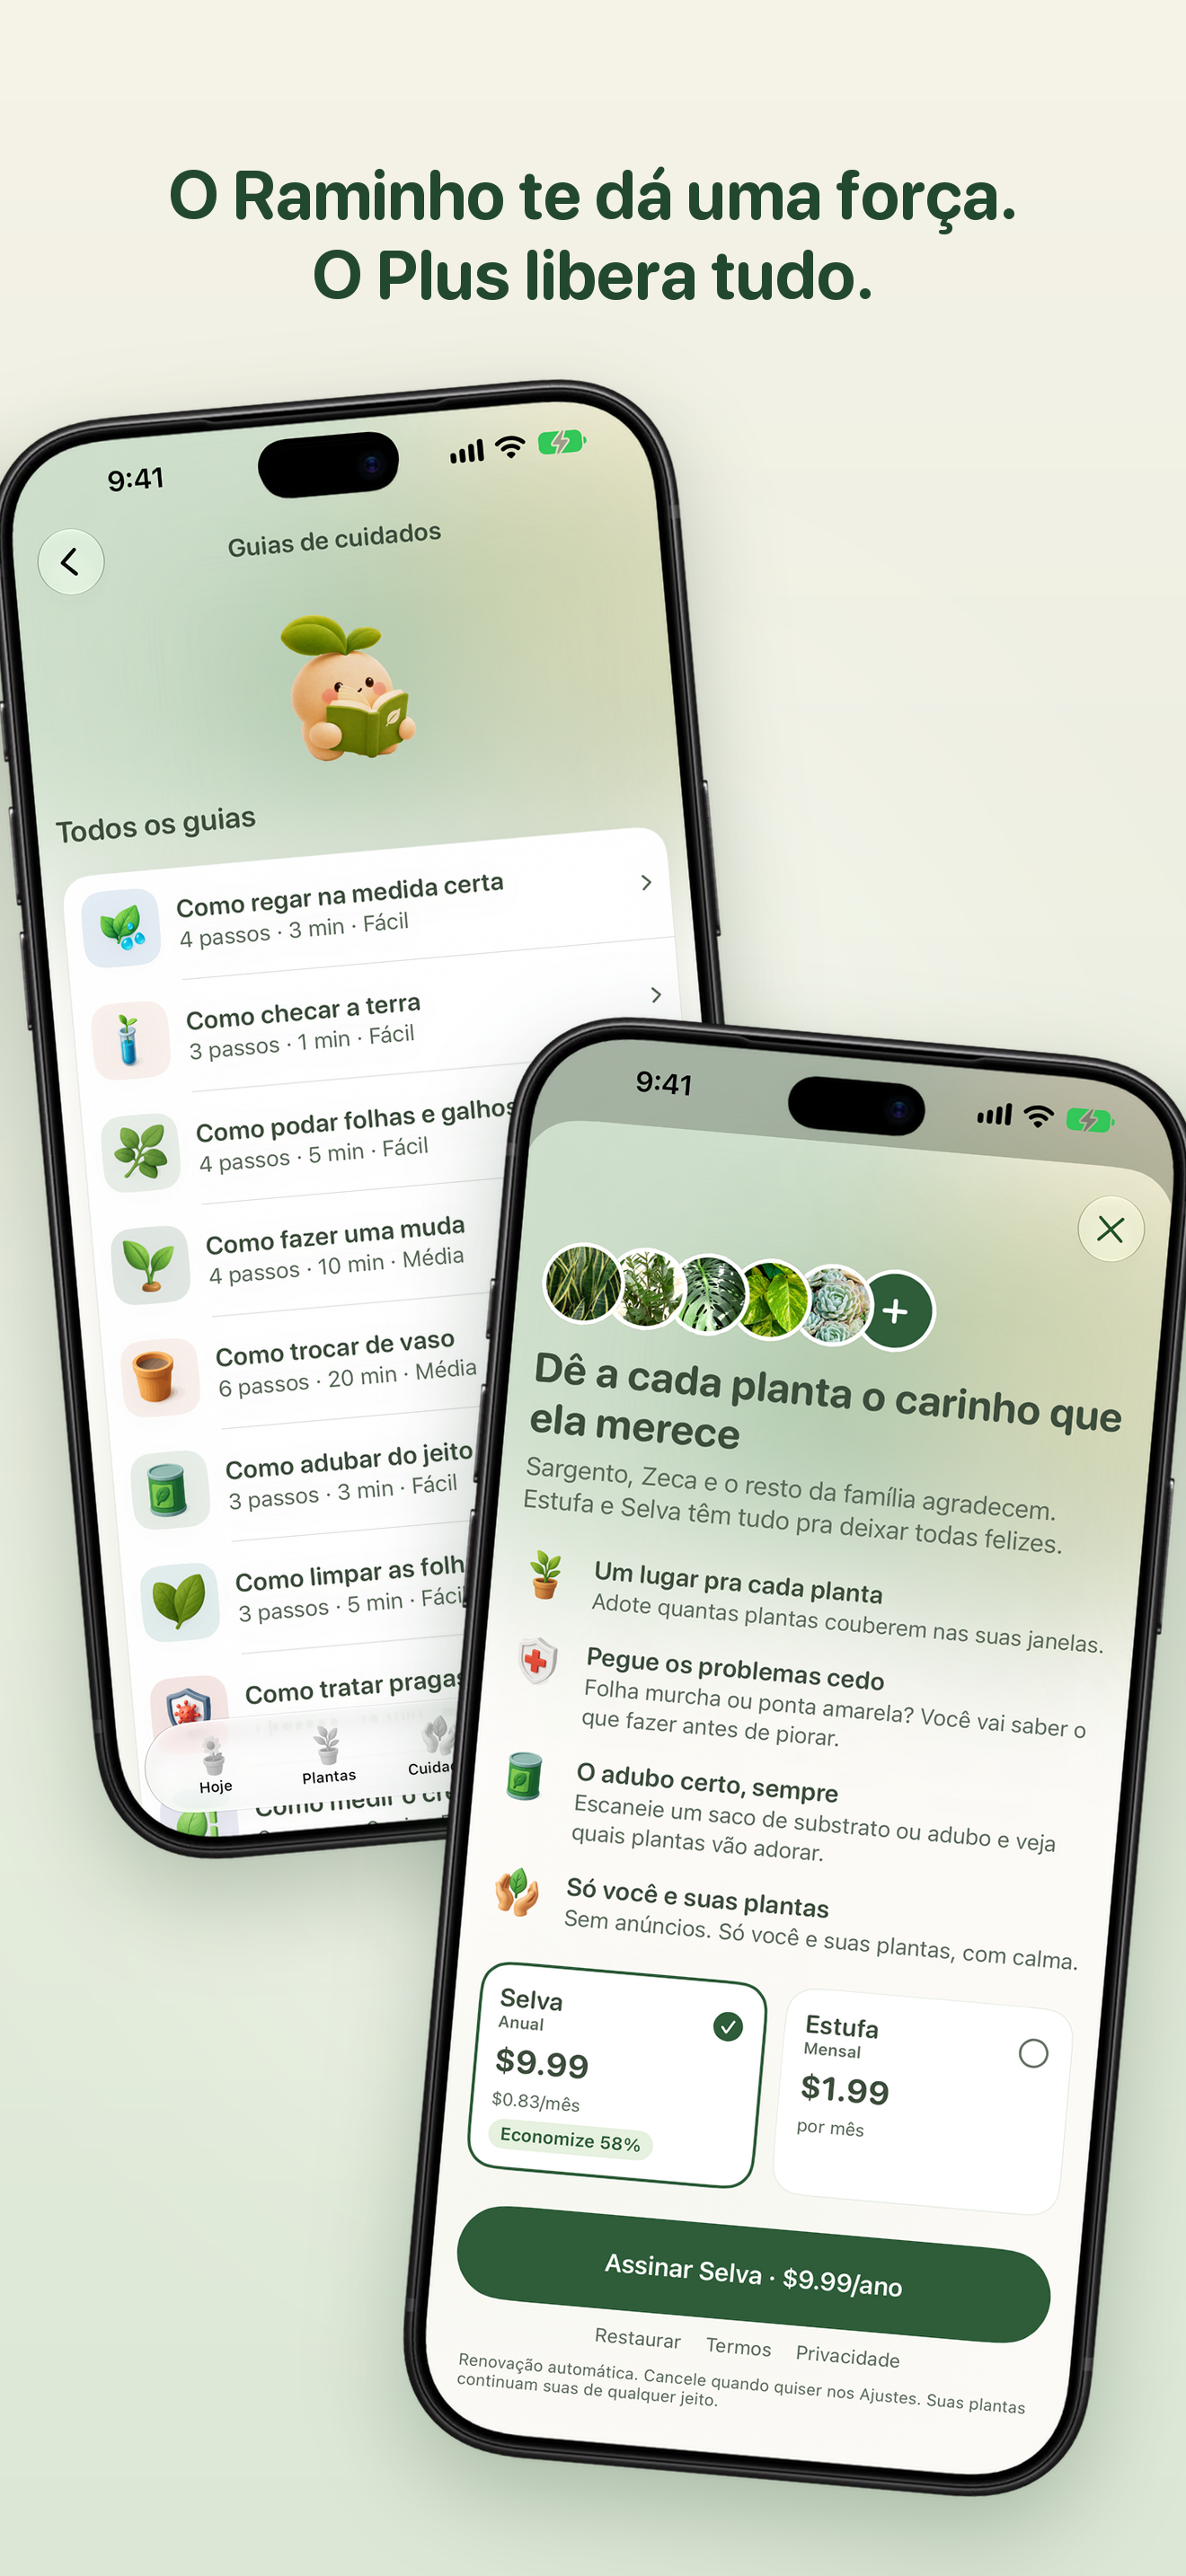 O Raminho te dá uma força.
O Plus libera tudo.
9:41
Guias de cuidados
Todos os guias
Como regar na medida certa
4 passos · 3 min · Fácil
Como checar a terra
3 passos · 1 min · Fácil
Como podar folhas e galhos
4 passos · 5 min · Fácil
Como fazer uma muda
4 passos · 10 min · Média
Como trocar de vaso
6 passos · 20 min · Média
Como adubar do jeito
3 passos · 3 min · Fácil
Como limpar as folh
3 passos · 5 min · Fácil
Como tratar pragas
Hoje
Plantas
Cuidad
Como medir o cre
9:41
Dê a cada planta o carinho que
ela merece
Sargento, Zeca e o resto da família agradecem.
Estufa e Selva têm tudo pra deixar todas felizes.
Um lugar pra cada planta
Adote quantas plantas couberem nas suas janelas.
Pegue os problemas cedo
Folha murcha ou ponta amarela? Você vai saber o
que fazer antes de piorar.
O adubo certo, sempre
Escaneie um saco de substrato ou adubo e veja
quais plantas vão adorar.
Só você e suas plantas
Sem anúncios. Só você e suas plantas, com calma.
Selva
Anual
$9.99
$0.83/mês
Economize 58%
Estufa
Mensal
$1.99
por mês
Assinar Selva · $9.99/ano
Restaurar Termos Privacidade
Renovação automática. Cancele quando quiser nos Ajustes. Suas plantas
continuam suas de qualquer jeito.